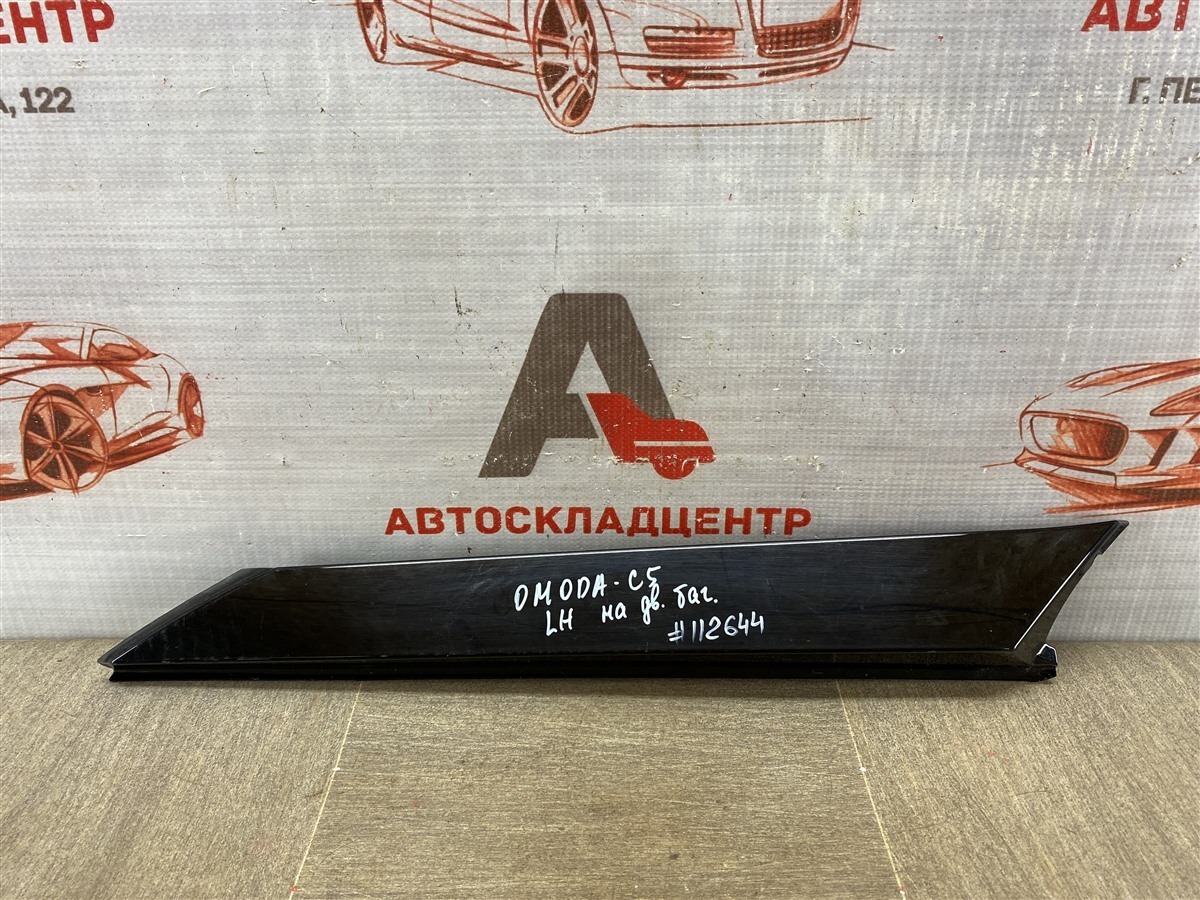 ЕНТР
АВТ
, 122
Г. ПЕ
АВТОСКЛАДЦЕНТР
OMODA-C5
LH на дв. баг.
#112644